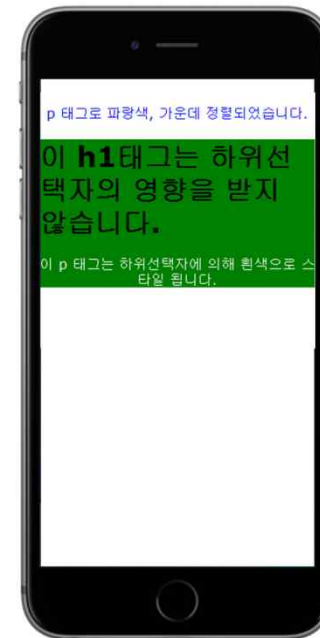 p 태그로 파랑색, 가운데 정렬되었습니다.
이 h1태그는 하위선
택자의 영향을 받지
않습니다.
이 p 태그는 하위선택자에 의해 흰색으로 스
타일 됩니다.